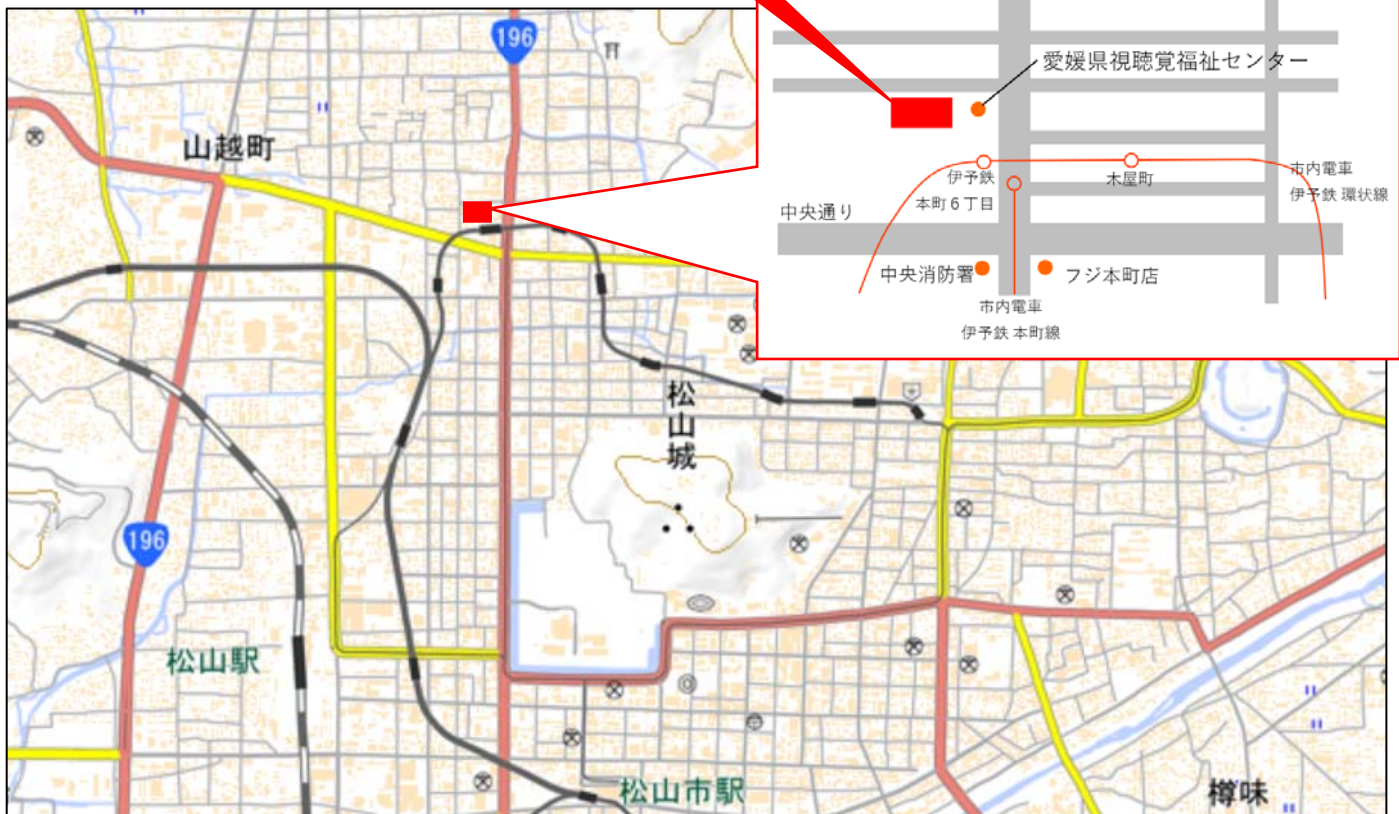 196
山越町
松山城
196
松山駅
松山市駅
樽味
愛媛県視聴覚福祉センター
伊予鉄
本町6丁目
木屋町
市内電車
伊予鉄 環状線
中央通り
中央消防署
フジ本町店
市内電車
伊予鉄 本町線